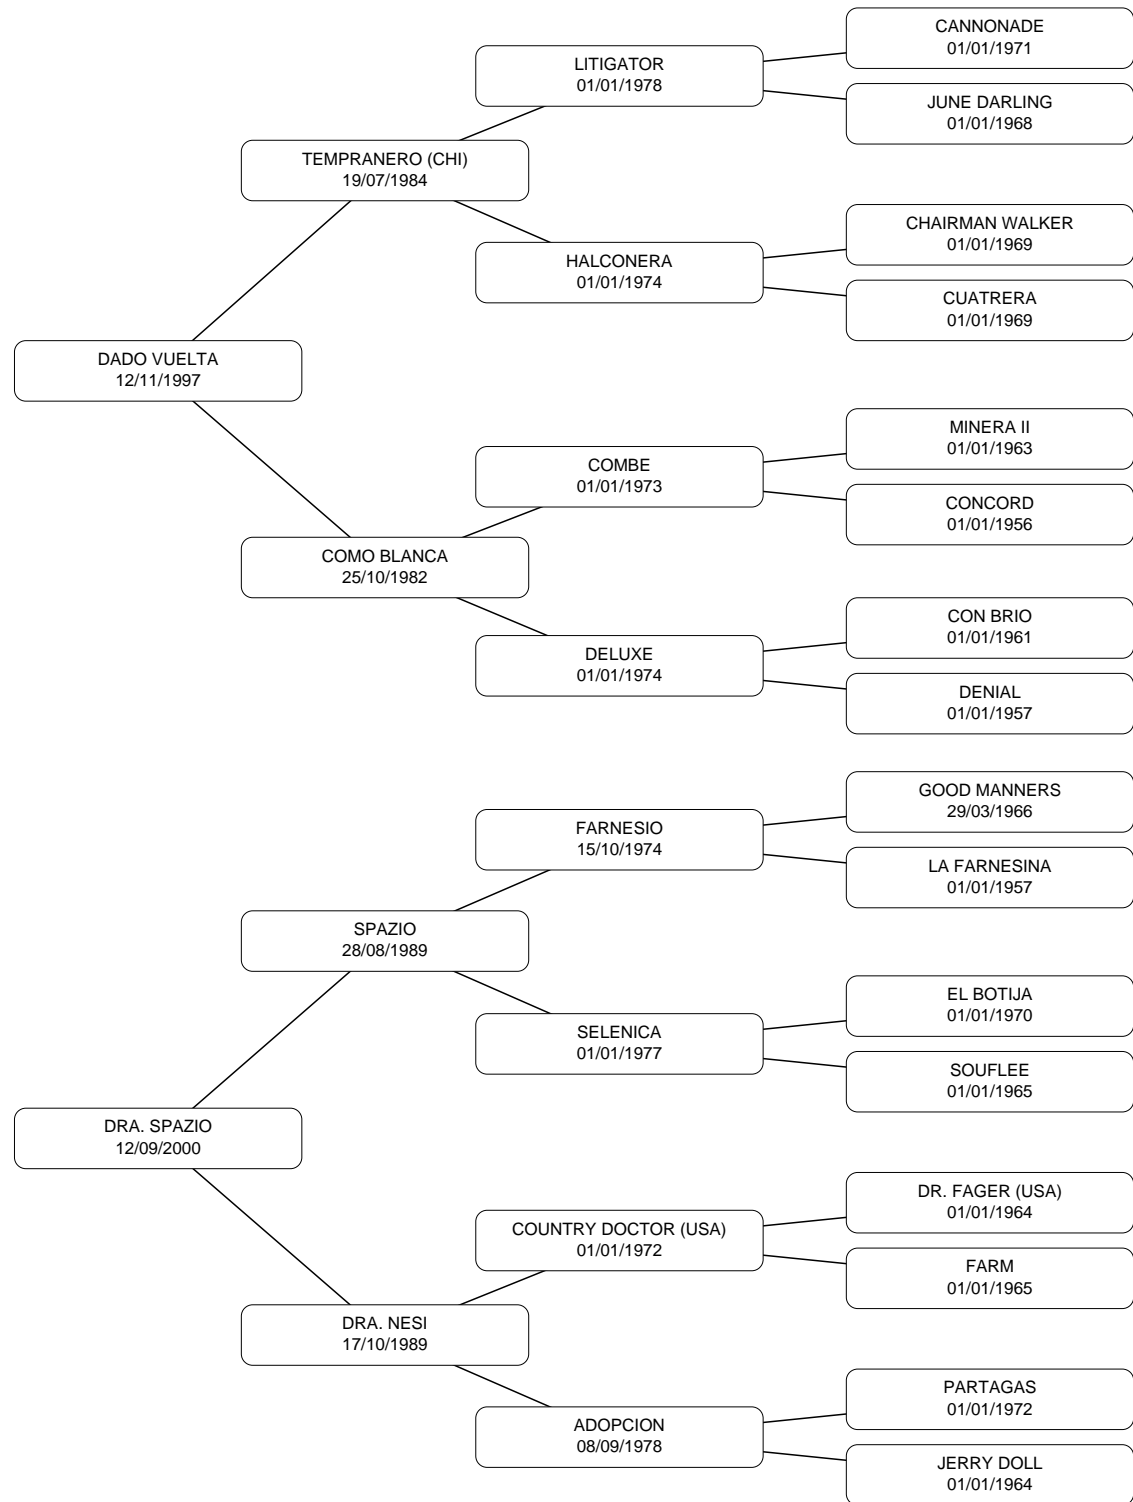 CANNONADE
01/01/1971
LITIGATOR
01/01/1978
JUNE DARLING
01/01/1968
TEMPRANERO (CHI)
19/07/1984
CHAIRMAN WALKER
01/01/1969
HALCONERA
01/01/1974
CUATRERA
01/01/1969
DADO VUELTA
12/11/1997
MINERA II
01/01/1963
COMBE
01/01/1973
CONCORD
01/01/1956
COMO BLANCA
25/10/1982
CON BRIO
01/01/1961
DELUXE
01/01/1974
DENIAL
01/01/1957
GOOD MANNERS
29/03/1966
FARNESIO
15/10/1974
LA FARNESINA
01/01/1957
SPAZIO
28/08/1989
EL BOTIJA
01/01/1970
SELENICA
01/01/1977
SOUFLEE
01/01/1965
DRA. SPAZIO
12/09/2000
DR. FAGER (USA)
01/01/1964
COUNTRY DOCTOR (USA)
01/01/1972
FARM
01/01/1965
DRA. NESI
17/10/1989
PARTAGAS
01/01/1972
ADOPCION
08/09/1978
JERRY DOLL
01/01/1964